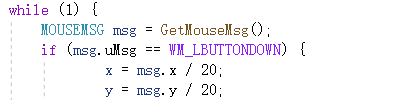 while (1) {
MOUSEMSG msg = GetMouseMsg();
if (msg.uMsg == WM_LBUTTONDOWN) {
x = msg.x / 20;
y = msg.y / 20;